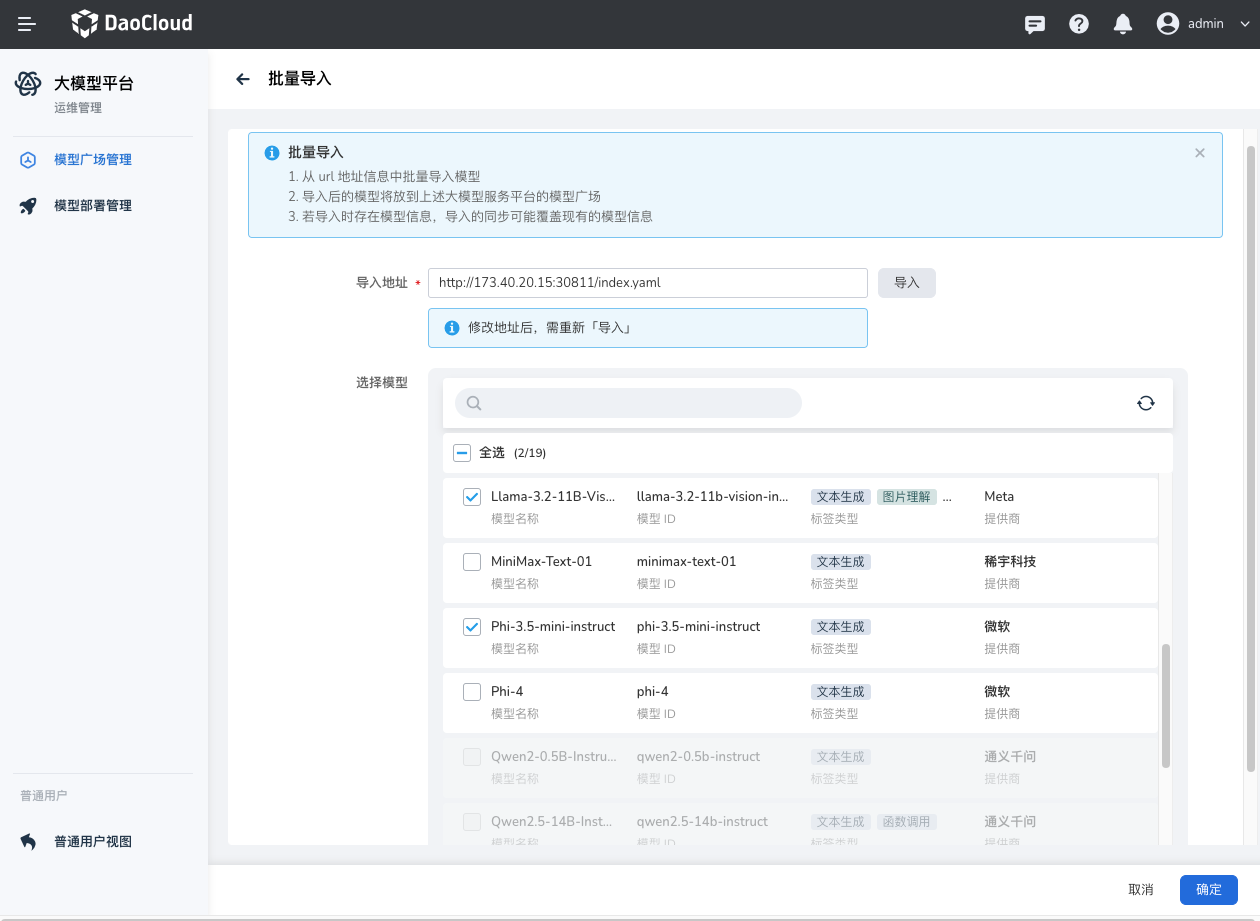 DaoCloud
admin
大模型平台
运维管理
模型广场管理
模型部署管理
普通用户
普通用户视图
批量导入
批量导入
1. 从 url 地址信息中批量导入模型
2. 导入后的模型将放到上述大模型服务平台的模型广场
3. 若导入时存在模型信息，导入的同步可能覆盖现有的模型信息
导入地址 * http://173.40.20.15:30811/index.yaml 导入
修改地址后，需重新「导入」
选择模型
全选 (2/19)
Llama-3.2-11B-Vis... llama-3.2-11b-vision-in... 文本生成 图片理解 ... Meta
模型名称 模型 ID 标签类型 提供商
MiniMax-Text-01 minimax-text-01 文本生成 稀宇科技
模型名称 模型 ID 标签类型 提供商
Phi-3.5-mini-instruct phi-3.5-mini-instruct 文本生成 微软
模型名称 模型 ID 标签类型 提供商
Phi-4 phi-4 文本生成 微软
模型名称 模型 ID 标签类型 提供商
Qwen2-0.5B-Instru... qwen2-0.5b-instruct 文本生成 通义千问
模型名称 模型 ID 标签类型 提供商
Qwen2.5-14B-Inst... qwen2.5-14b-instruct 文本生成 函数调用 通义千问
模型名称 模型 ID 标签类型 提供商
取消 确定